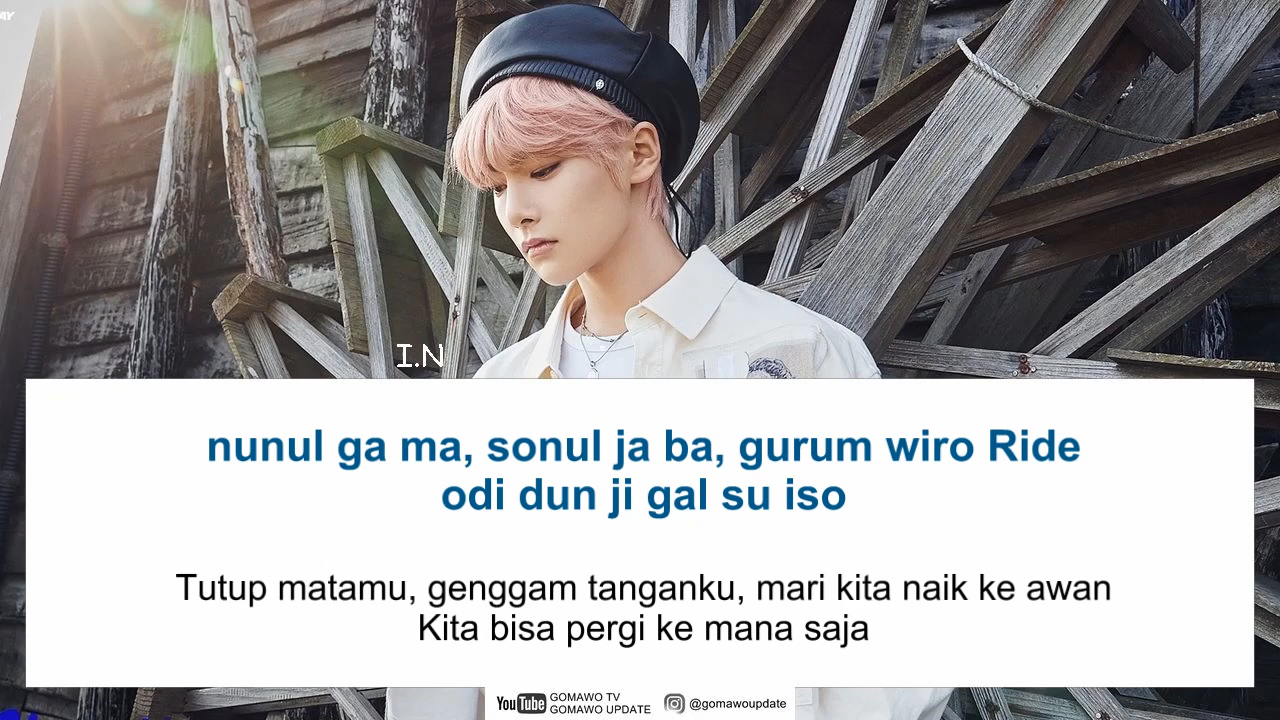 I.N
nunul ga ma, sonul ja ba, gurum wiro Ride
odi dun ji gal su iso
Tutup matamu, genggam tanganku, mari kita naik ke awan
Kita bisa pergi ke mana saja
YouTube GOMAWO TV
GOMAWO UPDATE
@gomawoupdate